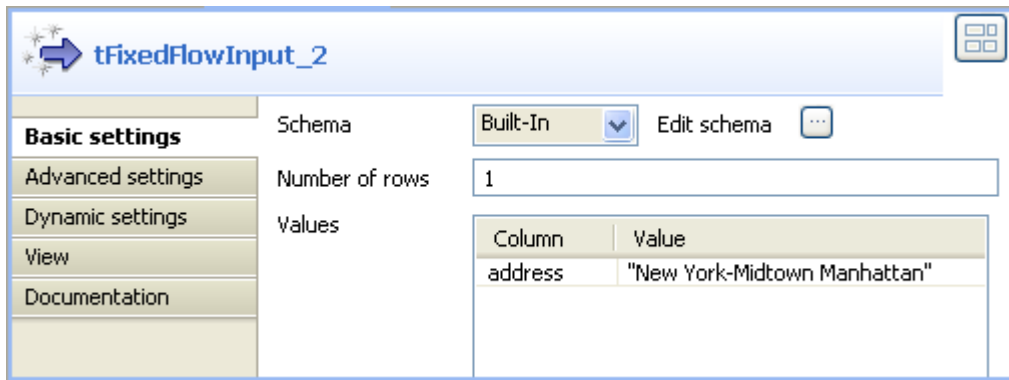 tFixedFlowInput_2
Basic settings
Advanced settings
Dynamic settings
View
Documentation
Schema Built-In Edit schema ...
Number of rows 1
Values
Column Value
address "New York-Midtown Manhattan"